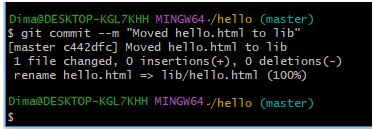 Dima@DESKTOP-KGL7KHH MINGW64 ./hello (master)
$ git commit --m "Moved hello.html to lib"
[master c442dfc] Moved hello.html to lib
1 file changed, 0 insertions(+), 0 deletions(-)
rename hello.html => lib/hello.html (100%)
Dima@DESKTOP-KGL7KHH MINGW64 ./hello (master)
$